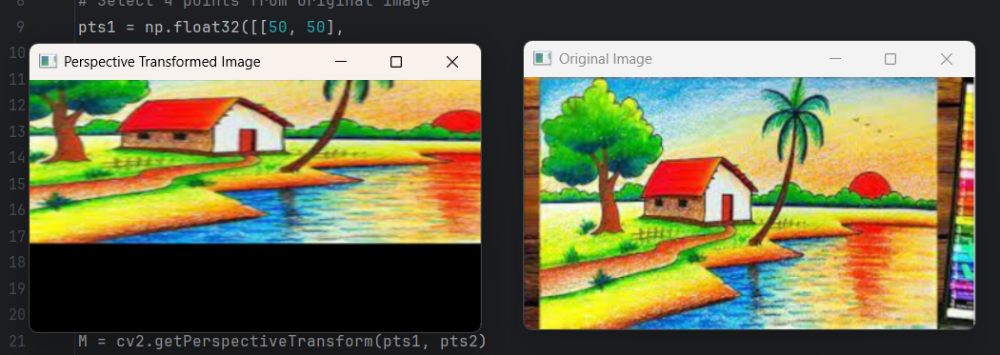 8 # Select 4 points from original image
9 pts1 = np.float32([[50, 50],
10
Perspective Transformed Image
Original Image
11
12
13
14
15
16
17
18
19
20
21 M = cv2.getPerspectiveTransform(pts1, pts2)